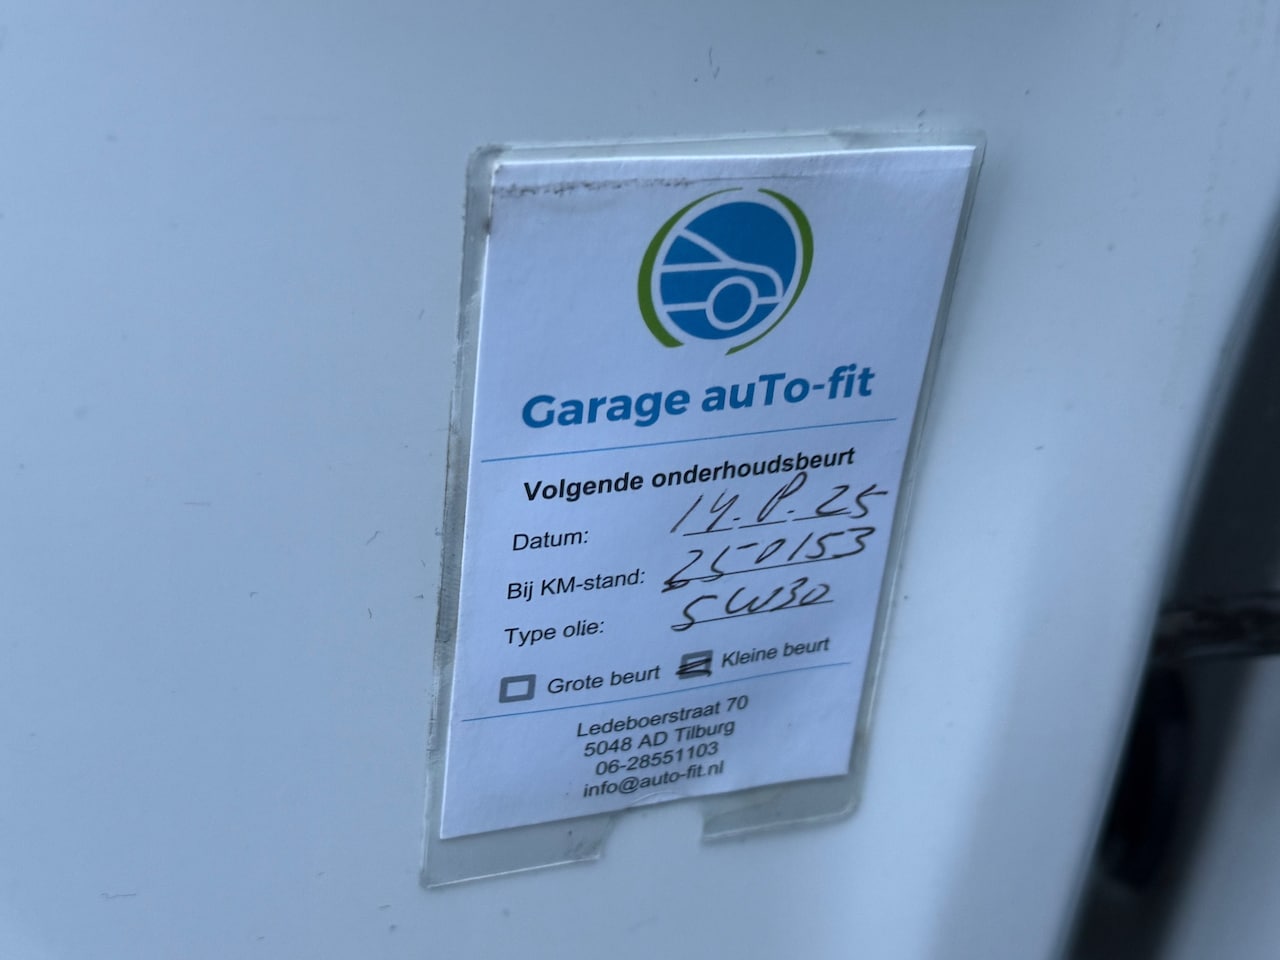 Garage auTo-fit
Volgende onderhoudsbeurt
Datum: 14.8.25
Bij KM-stand: 250153
Type olie: 5W30
Grote beurt Kleine beurt
Ledeboerstraat 70
5048 AD Tilburg
06-28551103
info@auto-fit.nl